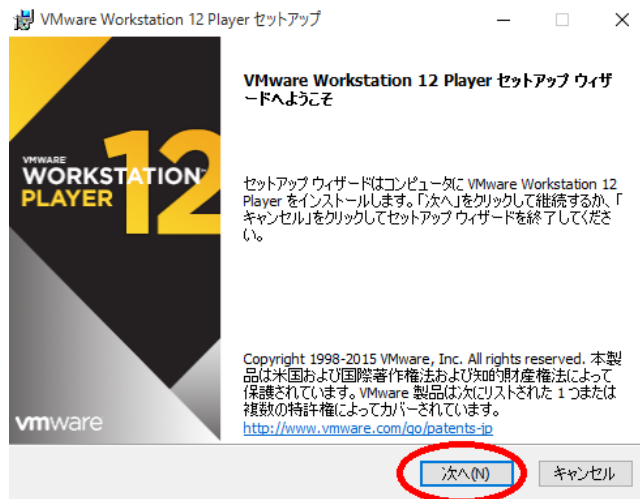 VMware Workstation 12 Player セットアップ
VMware Workstation 12 Player セットアップ ウィザ
ードへようこそ
12
VMWARE
WORKSTATION™
PLAYER
セットアップ ウィザードはコンピュータに VMware Workstation 12
Player をインストールします。「次へ」をクリックして継続するか、「
キャンセル」をクリックしてセットアップ ウィザードを終了してくださ
い。
Copyright 1998-2015 VMware, Inc. All rights reserved. 本製
品は米国および国際著作権法および知的財産権法によって
保護されています。VMware 製品は次にリストされた 1 つまたは
複数の特許権によってカバーされています。
http://www.vmware.com/go/patents-jp
vmware
次へ(N)
キャンセル